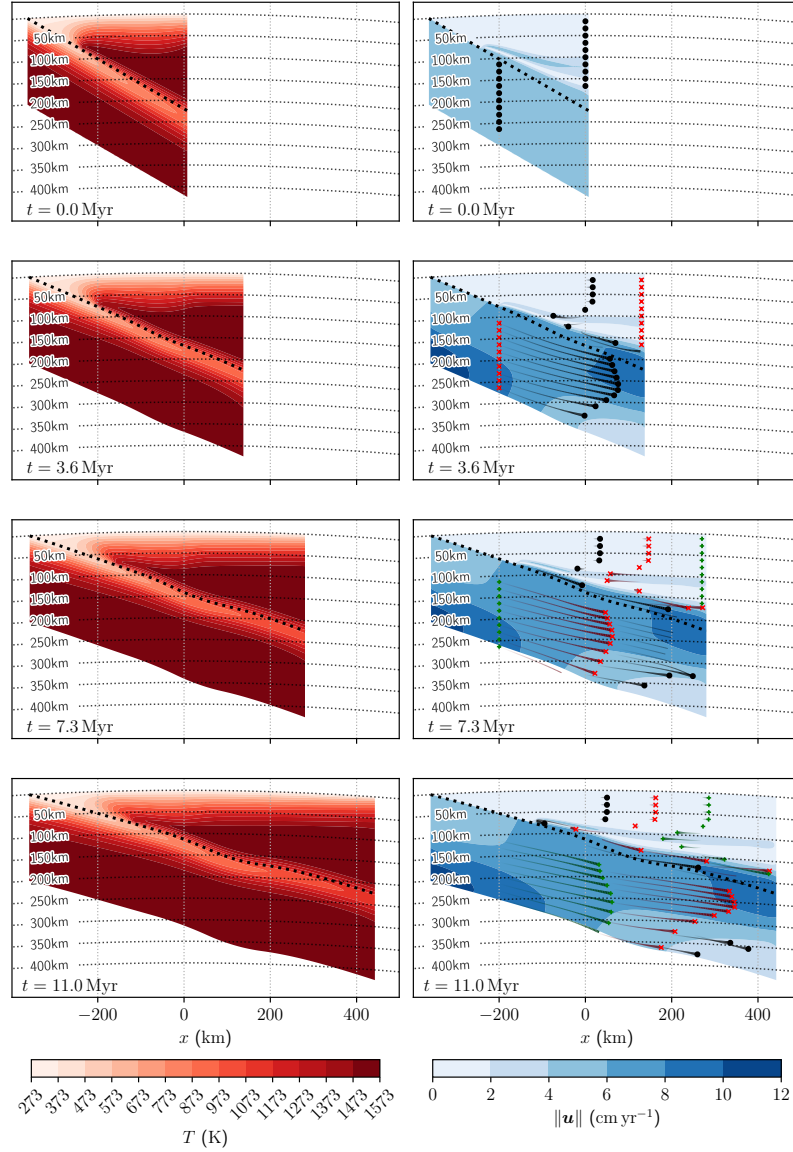 50km
100km
150km
200km
250km
300km
350km
400km
t = 0.0 Myr
50km
100km
150km
200km
250km
300km
350km
400km
t = 0.0 Myr
50km
100km
150km
200km
250km
300km
350km
400km
t = 3.6 Myr
50km
100km
150km
200km
250km
300km
350km
400km
t = 3.6 Myr
50km
100km
150km
200km
250km
300km
350km
400km
t = 7.3 Myr
50km
100km
150km
200km
250km
300km
350km
400km
t = 7.3 Myr
50km
100km
150km
200km
250km
300km
350km
400km
t = 11.0 Myr
50km
100km
150km
200km
250km
300km
350km
400km
t = 11.0 Myr
−200 0 200 400
x (km)
−200 0 200 400
x (km)
273 373 473 573 673 773 873 973 1073 1173 1273 1373 1473 1573
T (K)
0 2 4 6 8 10 12
‖u‖ (cm yr⁻¹)